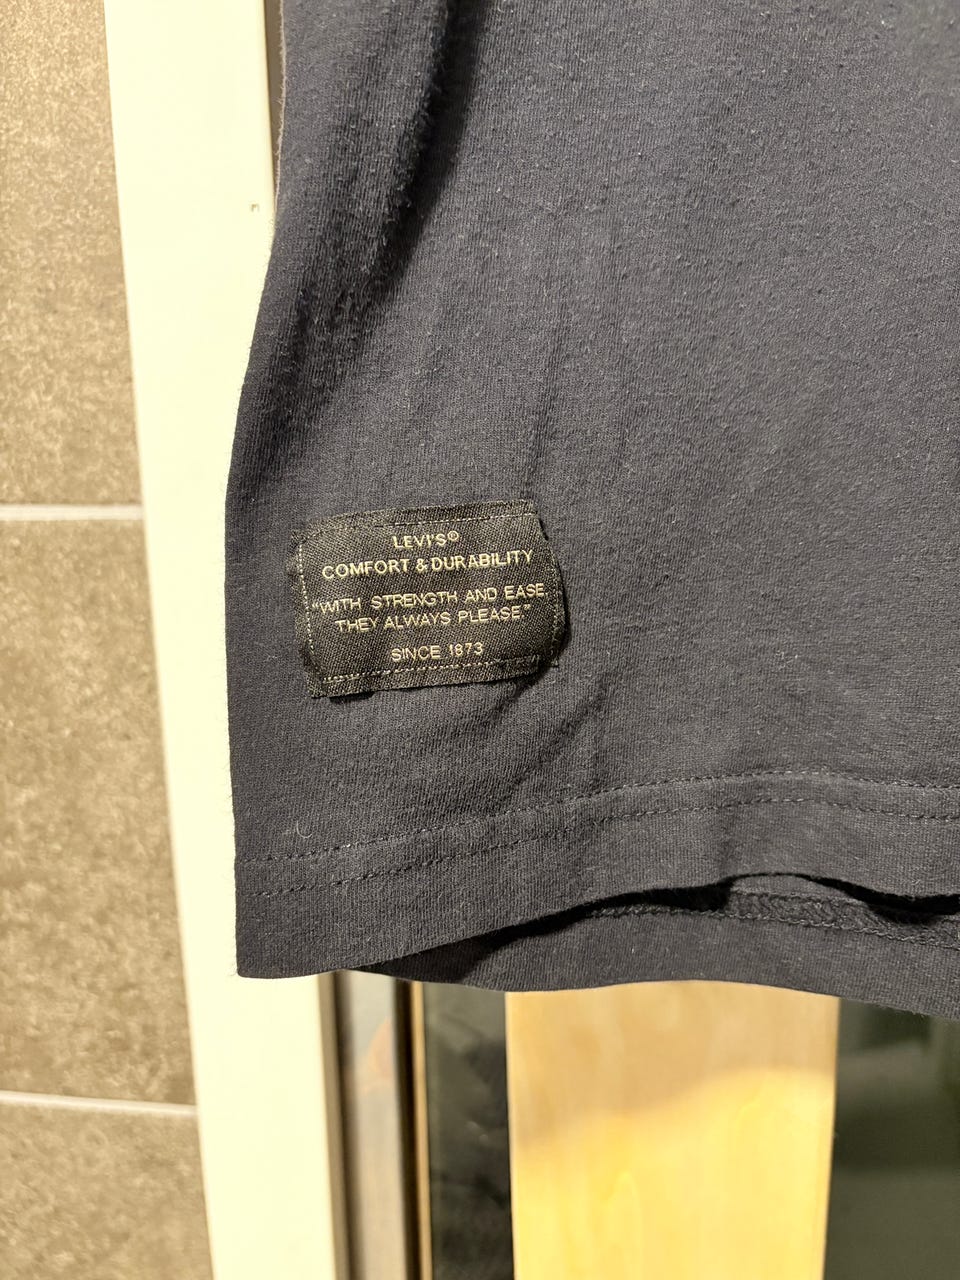 LEVI'S®
COMFORT & DURABILITY
"WITH STRENGTH AND EASE
THEY ALWAYS PLEASE"
SINCE 1873